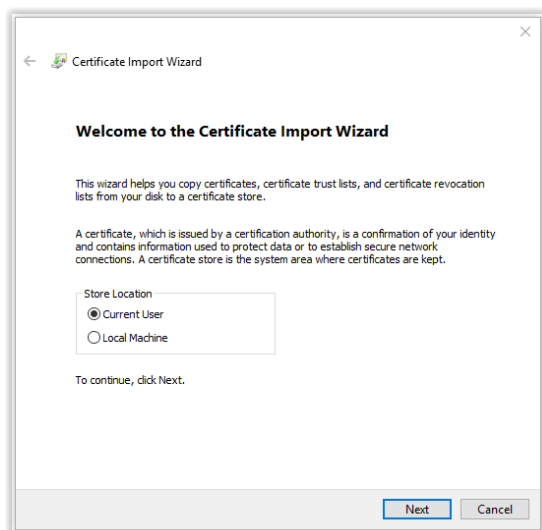 Certificate Import Wizard
Welcome to the Certificate Import Wizard
This wizard helps you copy certificates, certificate trust lists, and certificate revocation
lists from your disk to a certificate store.
A certificate, which is issued by a certification authority, is a confirmation of your identity
and contains information used to protect data or to establish secure network
connections. A certificate store is the system area where certificates are kept.
Store Location
Current User
Local Machine
To continue, click Next.
Next Cancel